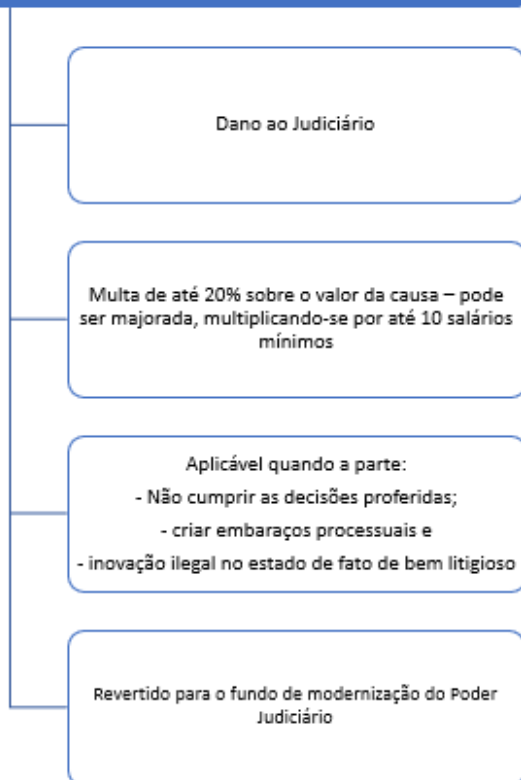 Dano ao Judiciário
Multa de até 20% sobre o valor da causa – pode
ser majorada, multiplicando-se por até 10 salários
mínimos
Aplicável quando a parte:
- Não cumprir as decisões proferidas;
- criar embaraços processuais e
- inovação ilegal no estado de fato de bem litigioso
Revertido para o fundo de modernização do Poder
Judiciário